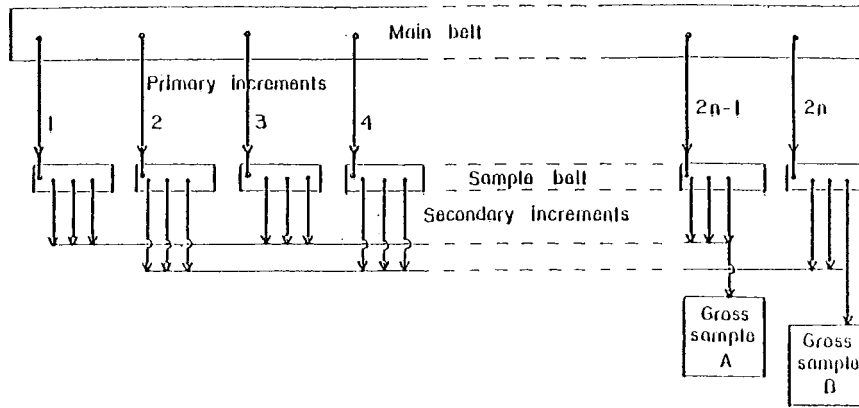 Main belt
Primary increments
1
2
3
4
2n-1
2n
Sample belt
Secondary increments
Gross
sample
A
Gross
sample
B